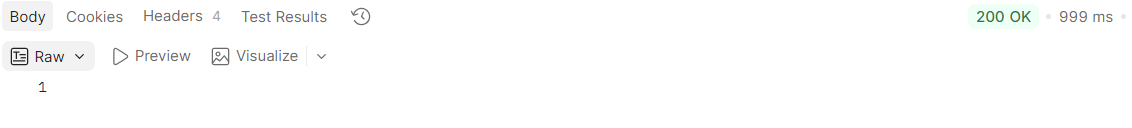 Body Cookies Headers 4 Test Results 200 OK • 999 ms •
Raw Preview Visualize
1